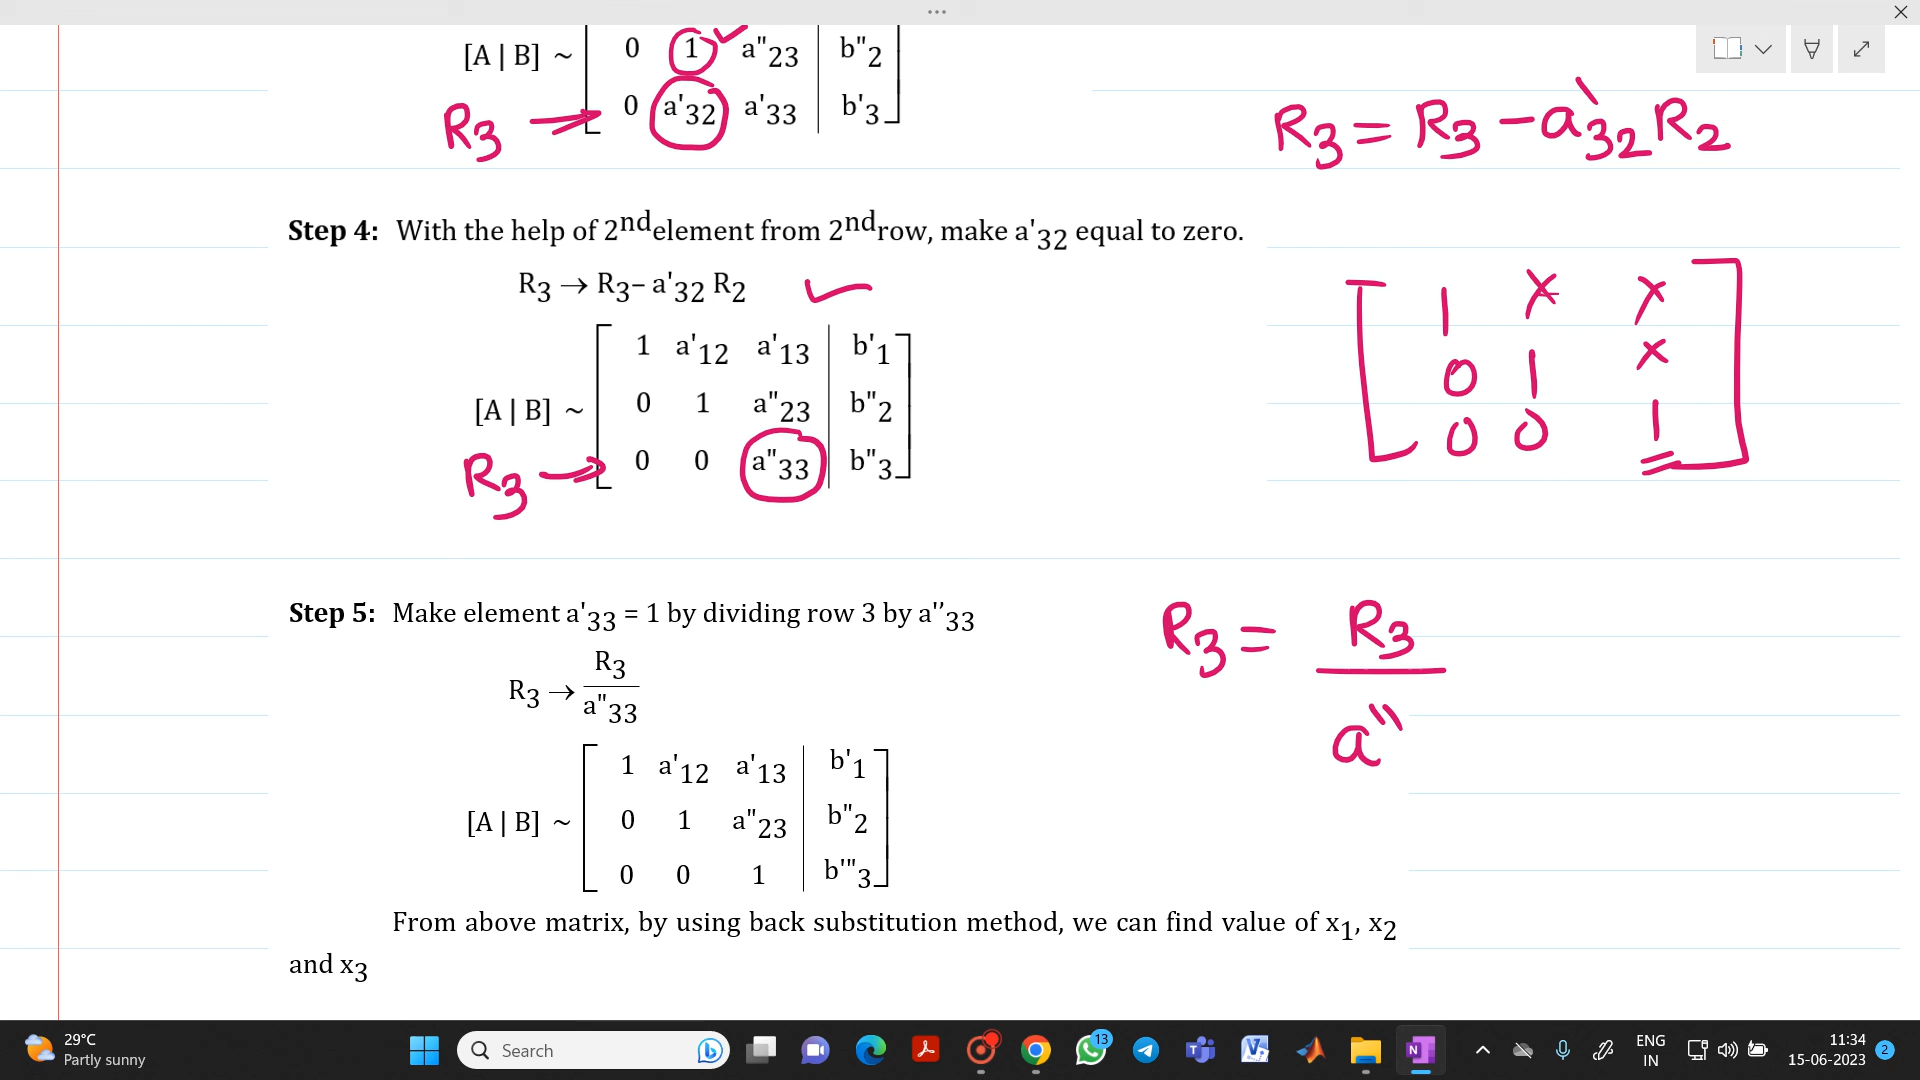 [A | B] ~ 0 1 a"23 b"2
0 a'32 a'33 b'3
R3 →
R3 = R3 - a'32 R2
Step 4: With the help of 2nd element from 2nd row, make a'32 equal to zero.
R3 → R3 – a'32 R2
1 a'12 a'13 b'1
[A | B] ~ 0 1 a"23 b"2
0 0 a"33 b"3
R3 →
1 x x
0 1 x
0 0 1
Step 5: Make element a'33 = 1 by dividing row 3 by a''33
R3 → R3
a"33
R3 = R3
a"
1 a'12 a'13 b'1
[A | B] ~ 0 1 a"23 b"2
0 0 1 b'"3
From above matrix, by using back substitution method, we can find value of x1, x2
and x3
29°C
Partly sunny
Search
13
ENG
IN
11:34
15-06-2023
2